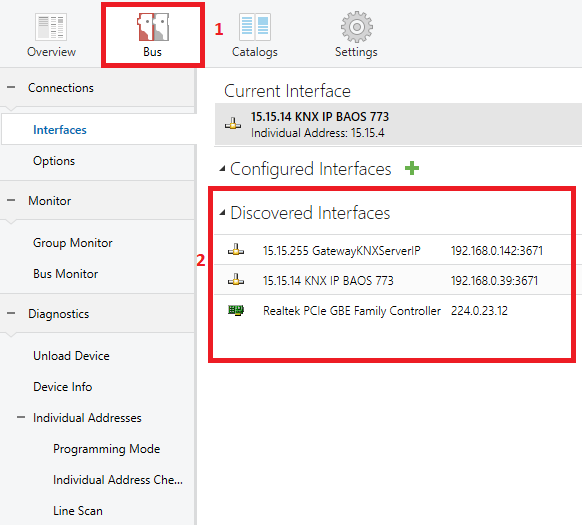 Overview
Bus
1
Catalogs
Settings
Connections
Interfaces
Options
Monitor
Group Monitor
Bus Monitor
Diagnostics
Unload Device
Device Info
Individual Addresses
Programming Mode
Individual Address Che...
Line Scan
Current Interface
15.15.14 KNX IP BAOS 773
Individual Address: 15.15.4
Configured Interfaces
2
Discovered Interfaces
15.15.255 GatewayKNXServerIP 192.168.0.142:3671
15.15.14 KNX IP BAOS 773 192.168.0.39:3671
Realtek PCIe GBE Family Controller 224.0.23.12